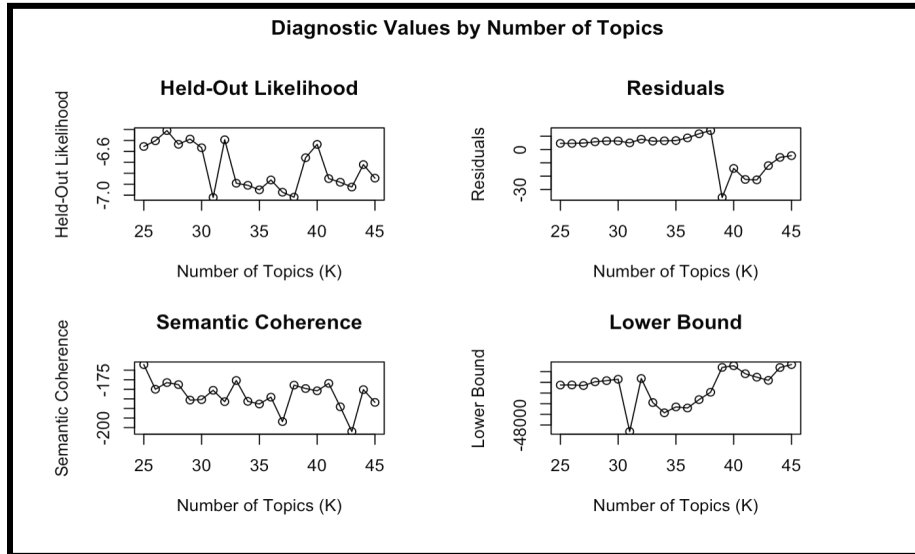 Diagnostic Values by Number of Topics
Held-Out Likelihood
Held-Out Likelihood
-6.6
-7.0
25 30 35 40 45
Number of Topics (K)
Residuals
Residuals
0
-30
25 30 35 40 45
Number of Topics (K)
Semantic Coherence
Semantic Coherence
-175
-200
25 30 35 40 45
Number of Topics (K)
Lower Bound
Lower Bound
-48000
25 30 35 40 45
Number of Topics (K)